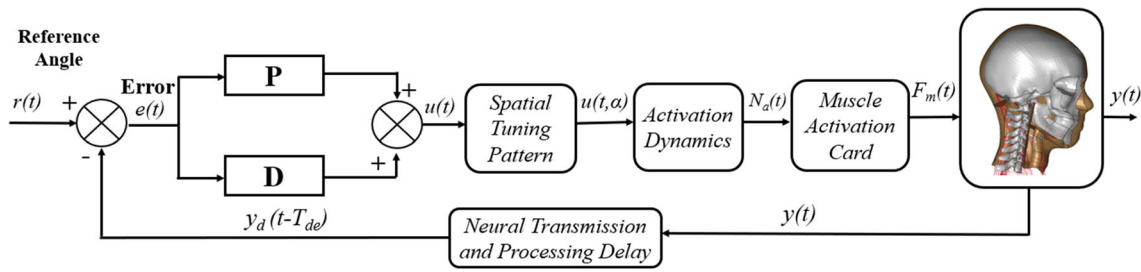 Reference
Angle
r(t)
+
-
Error
e(t)
P
D
+
+
u(t)
Spatial
Tuning
Pattern
u(t,α)
Activation
Dynamics
Na(t)
Muscle
Activation
Card
Fm(t)
y(t)
y(t)
Neural Transmission
and Processing Delay
yd (t-Tde)